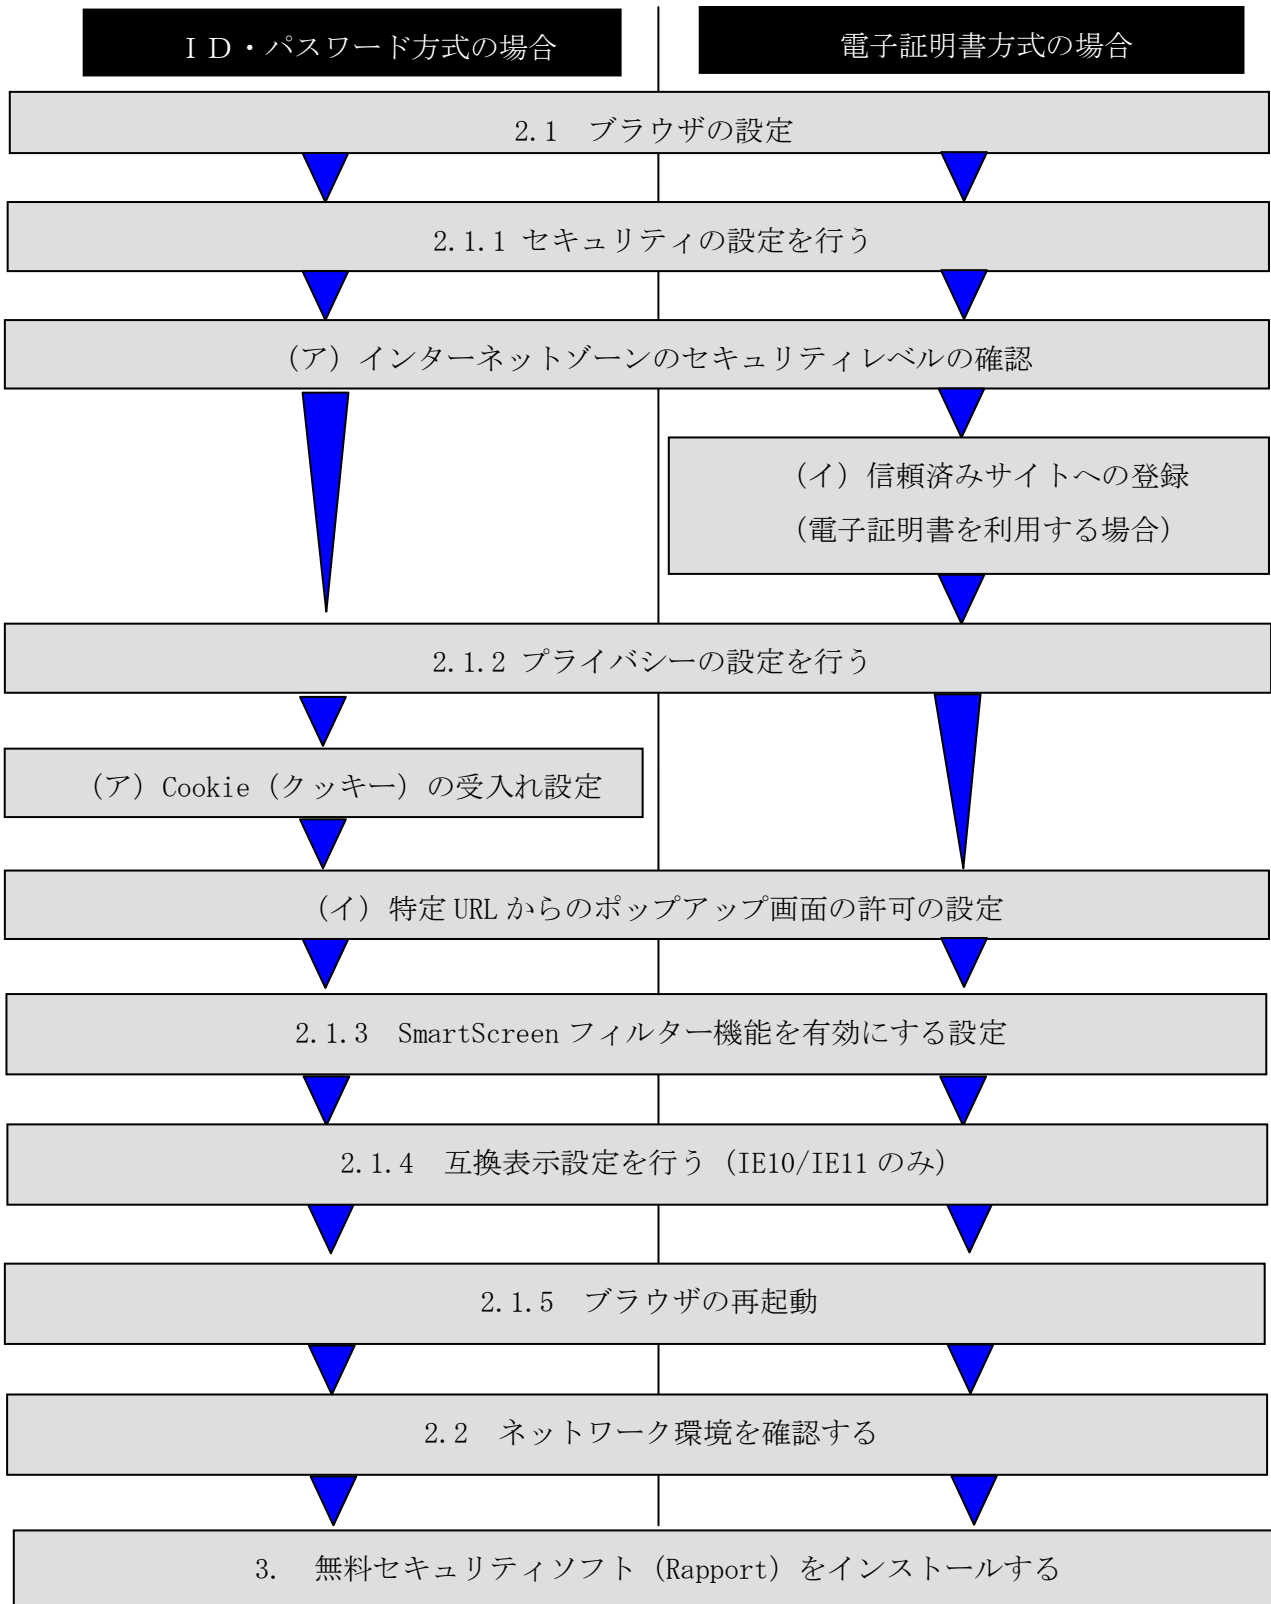 ＩＤ・パスワード方式の場合
電子証明書方式の場合
2.1　ブラウザの設定
2.1.1 セキュリティの設定を行う
（ア）インターネットゾーンのセキュリティレベルの確認
（イ）信頼済みサイトへの登録
（電子証明書を利用する場合）
2.1.2 プライバシーの設定を行う
（ア）Cookie（クッキー）の受入れ設定
（イ）特定 URL からのポップアップ画面の許可の設定
2.1.3　SmartScreen フィルター機能を有効にする設定
2.1.4　互換表示設定を行う（IE10/IE11 のみ）
2.1.5　ブラウザの再起動
2.2　ネットワーク環境を確認する
3.　無料セキュリティソフト（Rapport）をインストールする